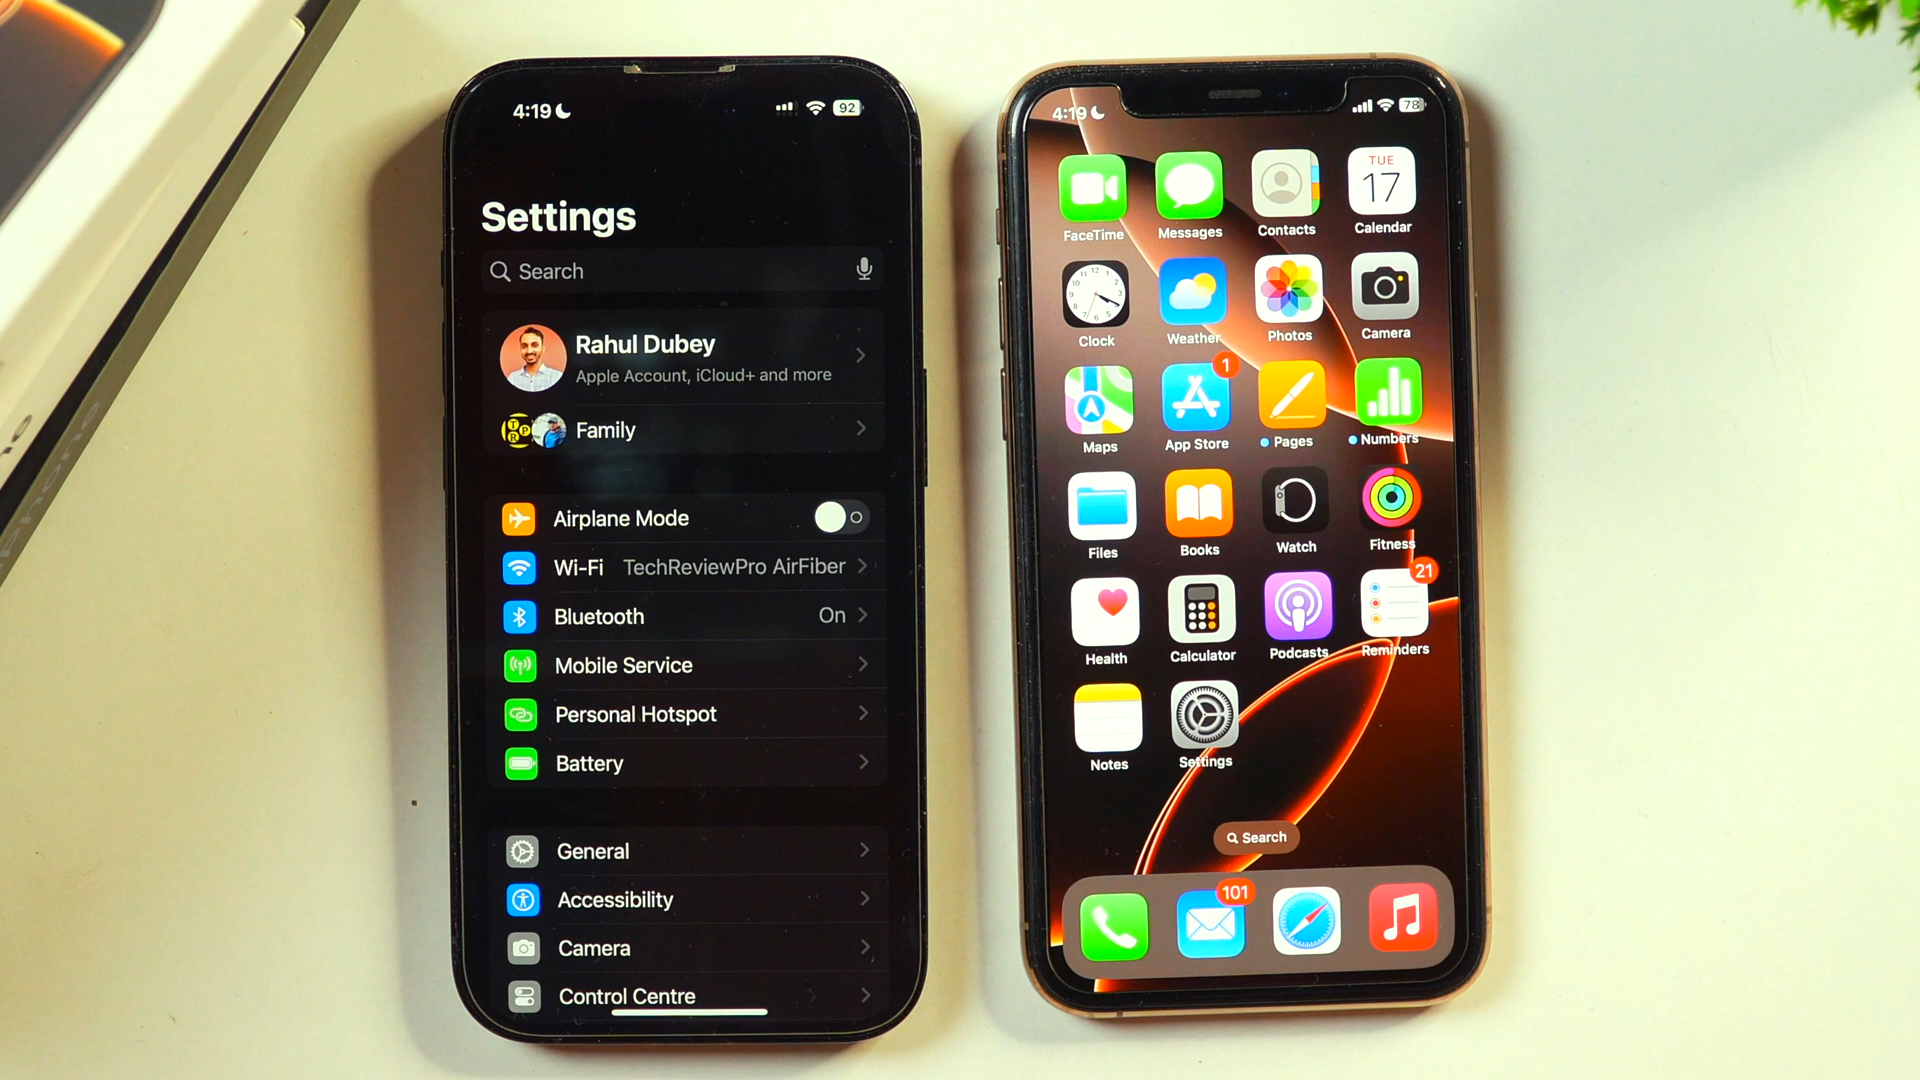 4:19
92
Settings
Search
Rahul Dubey
Apple Account, iCloud+ and more
TRP
Family
Airplane Mode
Wi-Fi TechReviewPro AirFiber
Bluetooth On
Mobile Service
Personal Hotspot
Battery
General
Accessibility
Camera
Control Centre
4:19
78
TUE
17
FaceTime Messages Contacts Calendar
Clock Weather Photos Camera
1
Maps App Store Pages Numbers
Files Books Watch Fitness
21
Health Calculator Podcasts Reminders
Notes Settings
Search
101